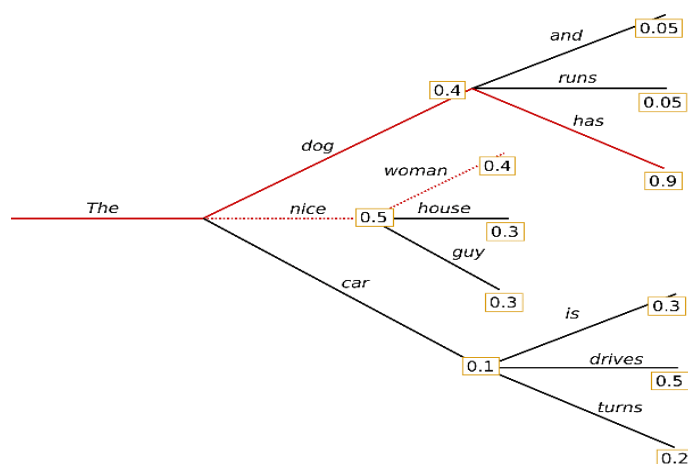 The
dog
0.4
and
0.05
runs
0.05
has
0.9
nice
0.5
woman
0.4
house
0.3
guy
0.3
car
0.1
is
0.3
drives
0.5
turns
0.2